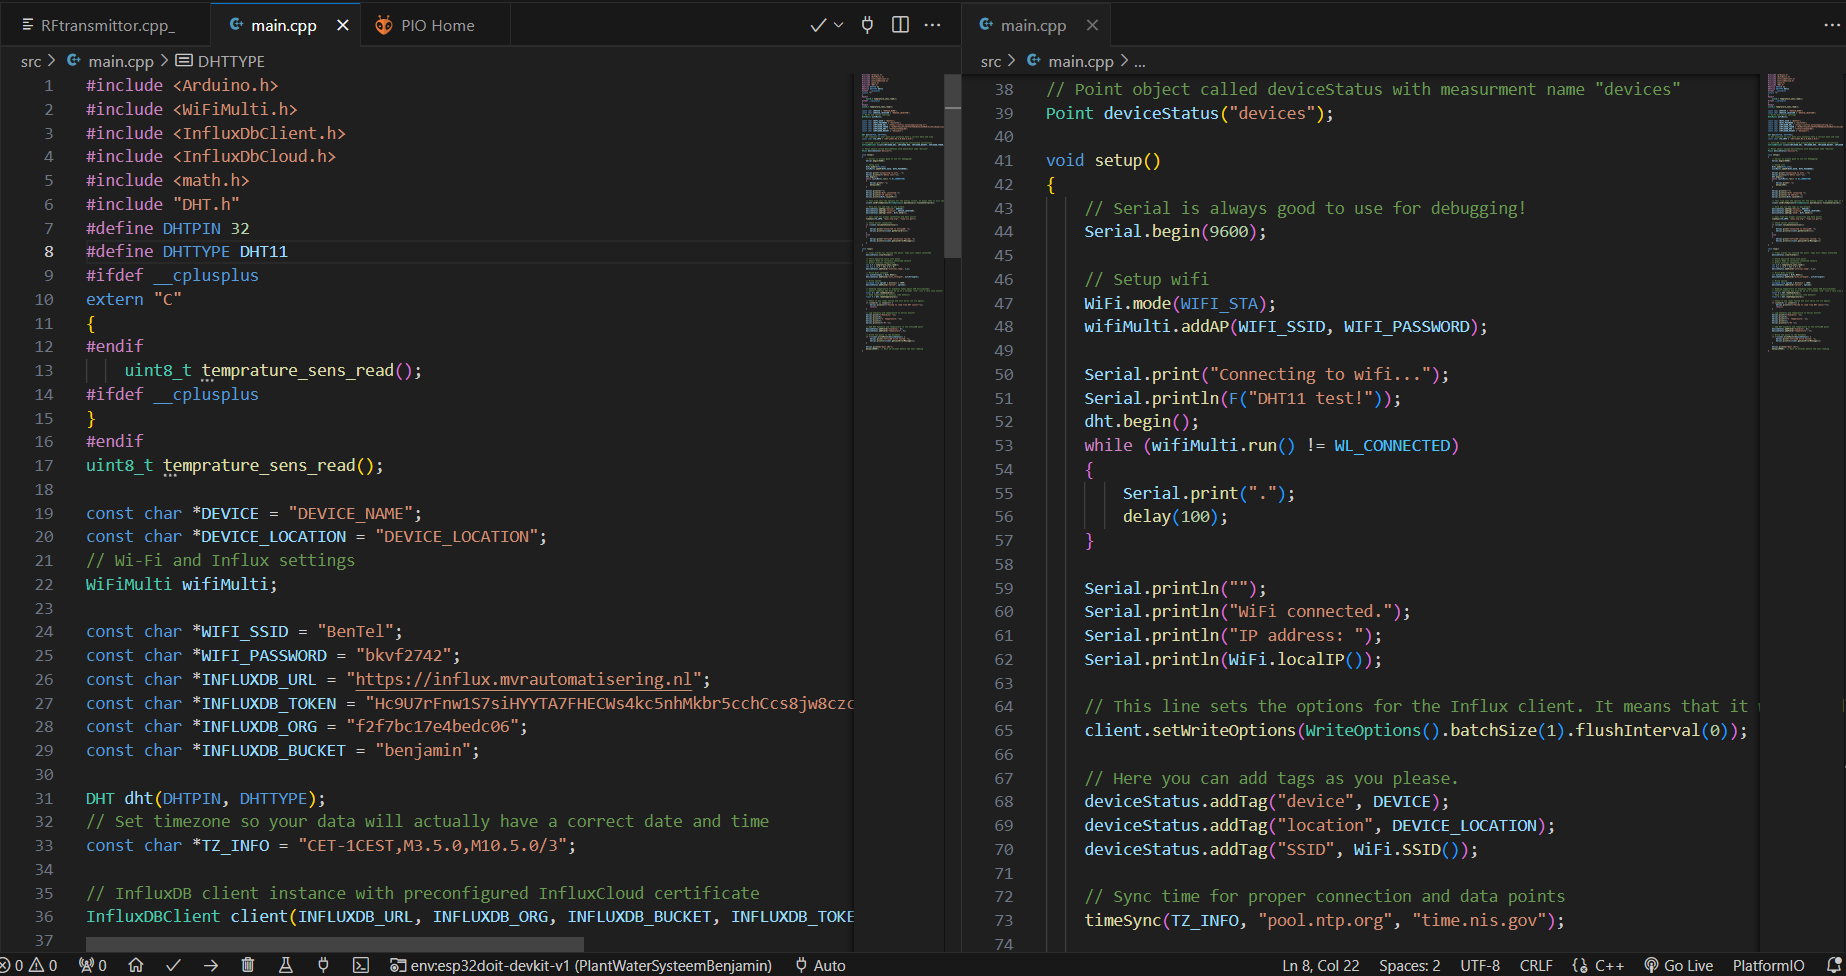 RFtransmittor.cpp_
main.cpp
PIO Home
src > main.cpp > DHTTYPE
1 #include <Arduino.h>
2 #include <WiFiMulti.h>
3 #include <InfluxDbClient.h>
4 #include <InfluxDbCloud.h>
5 #include <math.h>
6 #include "DHT.h"
7 #define DHTPIN 32
8 #define DHTTYPE DHT11
9 #ifdef __cplusplus
10 extern "C"
11 {
12 #endif
13 uint8_t temprature_sens_read();
14 #ifdef __cplusplus
15 }
16 #endif
17 uint8_t temprature_sens_read();
18
19 const char *DEVICE = "DEVICE_NAME";
20 const char *DEVICE_LOCATION = "DEVICE_LOCATION";
21 // Wi-Fi and Influx settings
22 WiFiMulti wifiMulti;
23
24 const char *WIFI_SSID = "BenTel";
25 const char *WIFI_PASSWORD = "bkvf2742";
26 const char *INFLUXDB_URL = "https://influx.mvrautomatisering.nl";
27 const char *INFLUXDB_TOKEN = "Hc9U7rFnw1S7siHYYTA7FHECWs4kc5nhMkbr5cchCcs8jw8czc
28 const char *INFLUXDB_ORG = "f2f7bc17e4bedc06";
29 const char *INFLUXDB_BUCKET = "benjamin";
30
31 DHT dht(DHTPIN, DHTTYPE);
32 // Set timezone so your data will actually have a correct date and time
33 const char *TZ_INFO = "CET-1CEST,M3.5.0,M10.5.0/3";
34
35 // InfluxDB client instance with preconfigured InfluxCloud certificate
36 InfluxDBClient client(INFLUXDB_URL, INFLUXDB_ORG, INFLUXDB_BUCKET, INFLUXDB_TOKE
37
main.cpp
src > main.cpp > ...
38 // Point object called deviceStatus with measurment name "devices"
39 Point deviceStatus("devices");
40
41 void setup()
42 {
43 // Serial is always good to use for debugging!
44 Serial.begin(9600);
45
46 // Setup wifi
47 WiFi.mode(WIFI_STA);
48 wifiMulti.addAP(WIFI_SSID, WIFI_PASSWORD);
49
50 Serial.print("Connecting to wifi...");
51 Serial.println(F("DHT11 test!"));
52 dht.begin();
53 while (wifiMulti.run() != WL_CONNECTED)
54 {
55 Serial.print(".");
56 delay(100);
57 }
58
59 Serial.println("");
60 Serial.println("WiFi connected.");
61 Serial.println("IP address: ");
62 Serial.println(WiFi.localIP());
63
64 // This line sets the options for the Influx client. It means that it
65 client.setWriteOptions(WriteOptions().batchSize(1).flushInterval(0));
66
67 // Here you can add tags as you please.
68 deviceStatus.addTag("device", DEVICE);
69 deviceStatus.addTag("location", DEVICE_LOCATION);
70 deviceStatus.addTag("SSID", WiFi.SSID());
71
72 // Sync time for proper connection and data points
73 timeSync(TZ_INFO, "pool.ntp.org", "time.nis.gov");
74
0 0 0 env:esp32doit-devkit-v1 (PlantWaterSysteemBenjamin) Auto Ln 8, Col 22 Spaces: 2 UTF-8 CRLF {} C++ Go Live PlatformIO